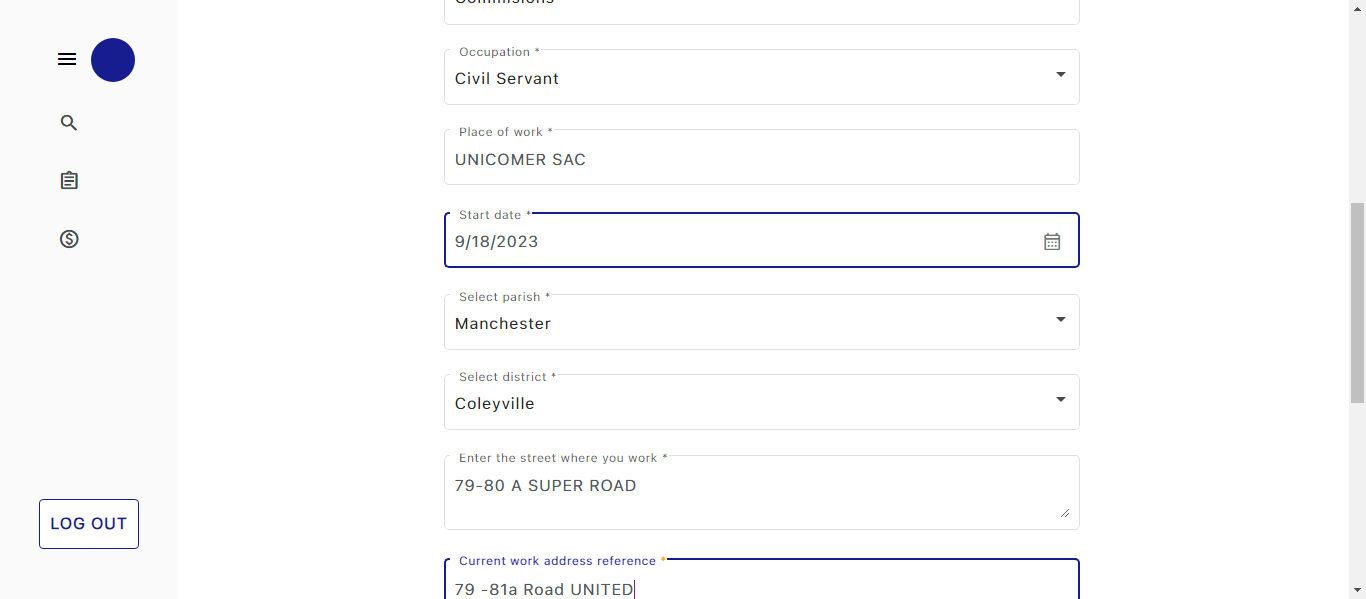 Commisions
Occupation *
Civil Servant
Place of work *
UNICOMER SAC
Start date *
9/18/2023
Select parish *
Manchester
Select district *
Coleyville
Enter the street where you work *
79-80 A SUPER ROAD
LOG OUT
Current work address reference *
79 -81a Road UNITED